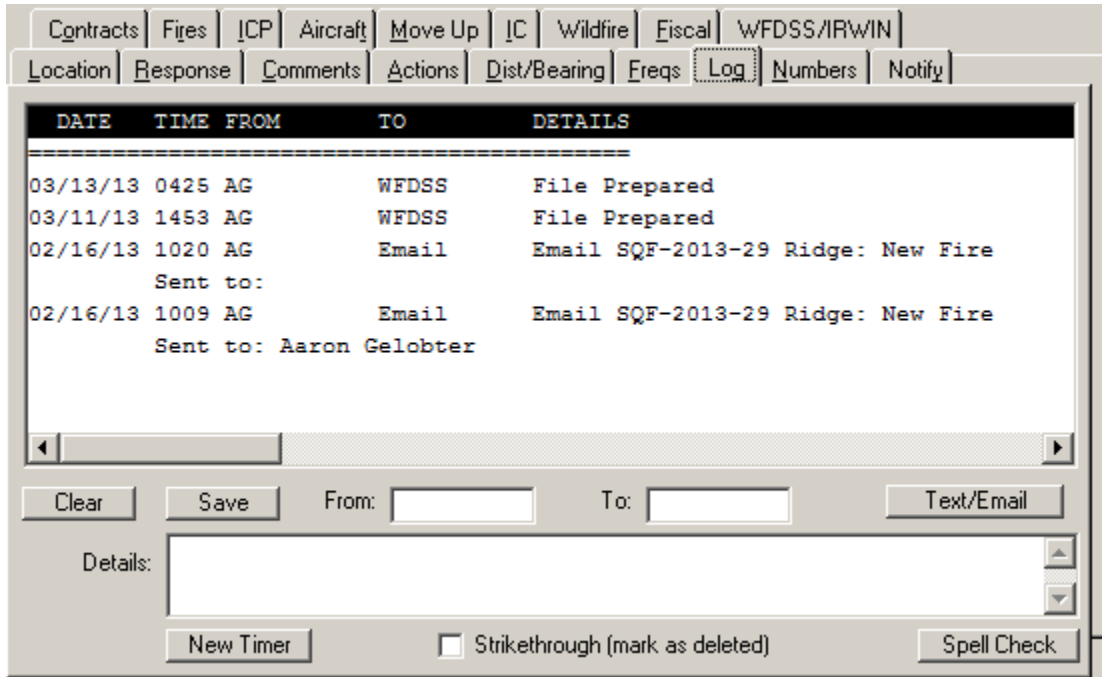 Contracts Fires ICP Aircraft Move Up IC Wildfire Fiscal WFDSS/IRWIN
Location Response Comments Actions Dist/Bearing Freqs Log Numbers Notify
DATE TIME FROM TO DETAILS
=============================================
03/13/13 0425 AG WFDSS File Prepared
03/11/13 1453 AG WFDSS File Prepared
02/16/13 1020 AG Email Email SQF-2013-29 Ridge: New Fire
Sent to:
02/16/13 1009 AG Email Email SQF-2013-29 Ridge: New Fire
Sent to: Aaron Gelobter
Clear Save From: To: Text/Email
Details:
New Timer Strikethrough (mark as deleted) Spell Check